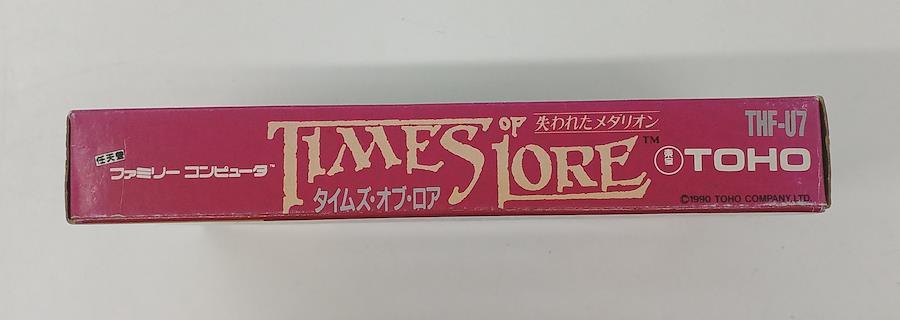 任天堂
ファミリー コンピュータ™
TIMES OF LORE™
失われたメダリオン
タイムズ・オブ・ロア
THF-U7
東宝
TOHO
©1990 TOHO COMPANY,LTD.